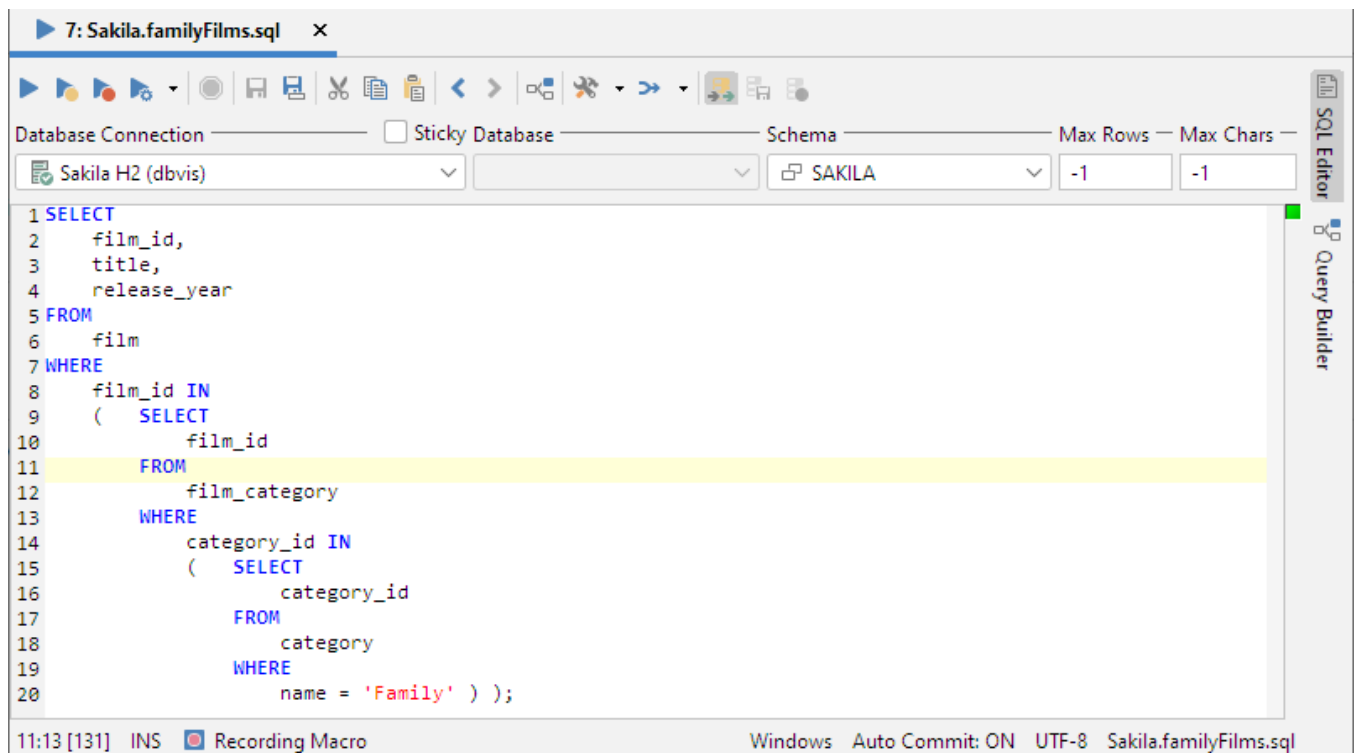 7: Sakila.familyFilms.sql
Database Connection Sticky Database Schema Max Rows Max Chars
Sakila H2 (dbvis) SAKILA -1 -1
1 SELECT
2     film_id,
3     title,
4     release_year
5 FROM
6     film
7 WHERE
8     film_id IN
9     (   SELECT
10             film_id
11         FROM
12             film_category
13         WHERE
14             category_id IN
15             (   SELECT
16                     category_id
17                 FROM
18                     category
19                 WHERE
20                     name = 'Family' ) );
11:13 [131] INS Recording Macro Windows Auto Commit: ON UTF-8 Sakila.familyFilms.sql
SQL Editor
Query Builder